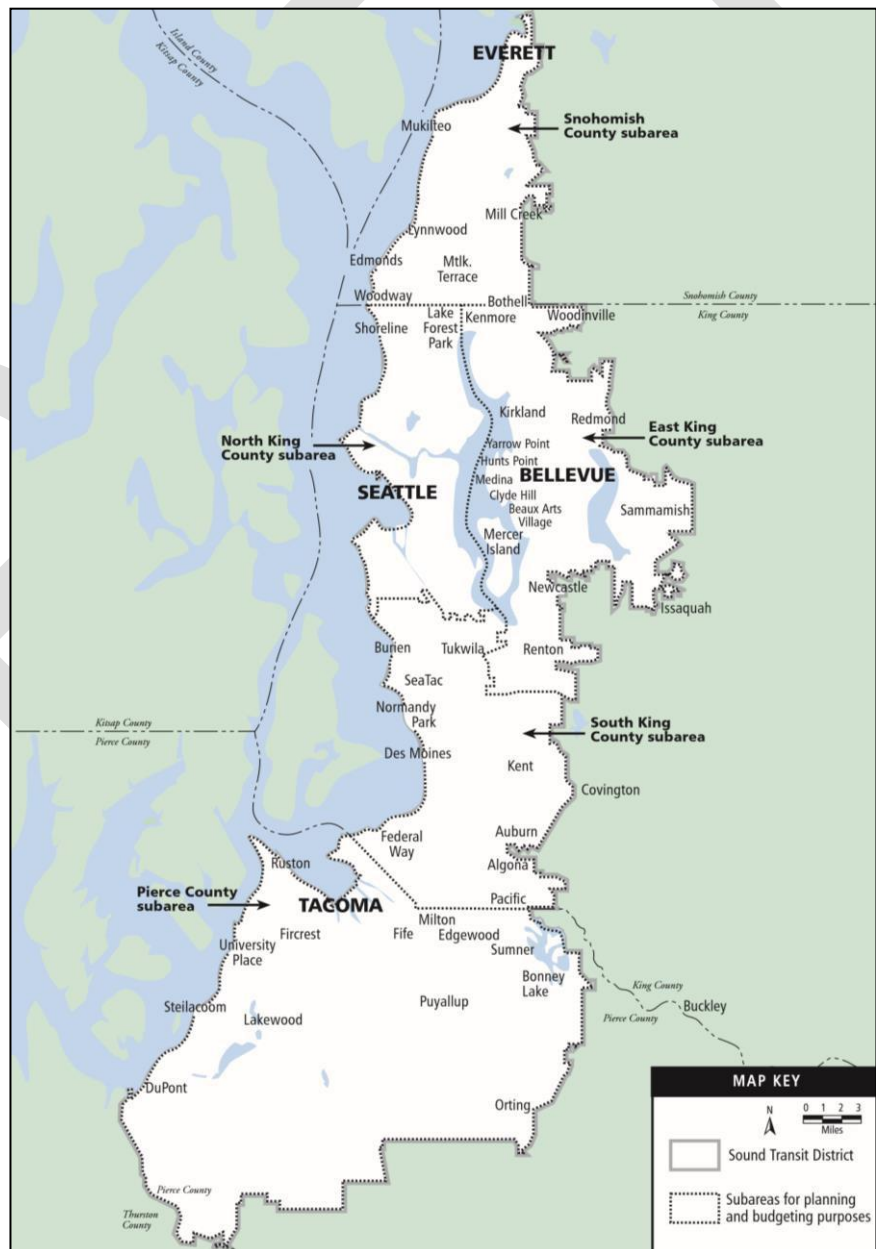 Island County
Kitsap County
EVERETT
Snohomish
County subarea
Mukilteo
Mill Creek
Lynnwood
Edmonds
Mtlk.
Terrace
Woodway
Bothell
Snohomish County
King County
Shoreline
Lake
Forest
Park
Kenmore
Woodinville
Kirkland
Redmond
East King
County subarea
North King
County subarea
Yarrow Point
Hunts Point
Medina
BELLEVUE
SEATTLE
Clyde Hill
Beaux Arts
Village
Sammamish
Mercer
Island
Newcastle
Issaquah
Burien
Tukwila
Renton
SeaTac
Normandy
Park
Kitsap County
Pierce County
South King
County subarea
Des Moines
Kent
Covington
Federal
Way
Auburn
Algona
Ruston
Pierce County
subarea
TACOMA
Pacific
Milton
Fircrest
Fife
Edgewood
University
Place
Sumner
Bonney
Lake
King County
Pierce County
Buckley
Steilacoom
Lakewood
Puyallup
DuPont
Orting
Pierce County
Thurston
County
MAP KEY
N
0 1 2 3
Miles
Sound Transit District
Subareas for planning
and budgeting purposes